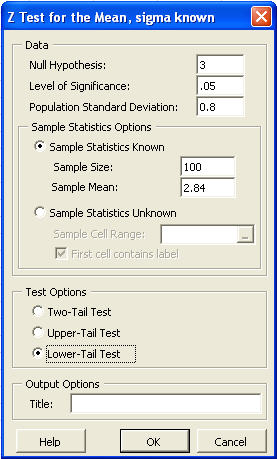 Z Test for the Mean, sigma known
Data
Null Hypothesis: 3
Level of Significance: .05
Population Standard Deviation: 0.8
Sample Statistics Options
Sample Statistics Known
Sample Size: 100
Sample Mean: 2.84
Sample Statistics Unknown
Sample Cell Range: _
First cell contains label
Test Options
Two-Tail Test
Upper-Tail Test
Lower-Tail Test
Output Options
Title:
Help OK Cancel